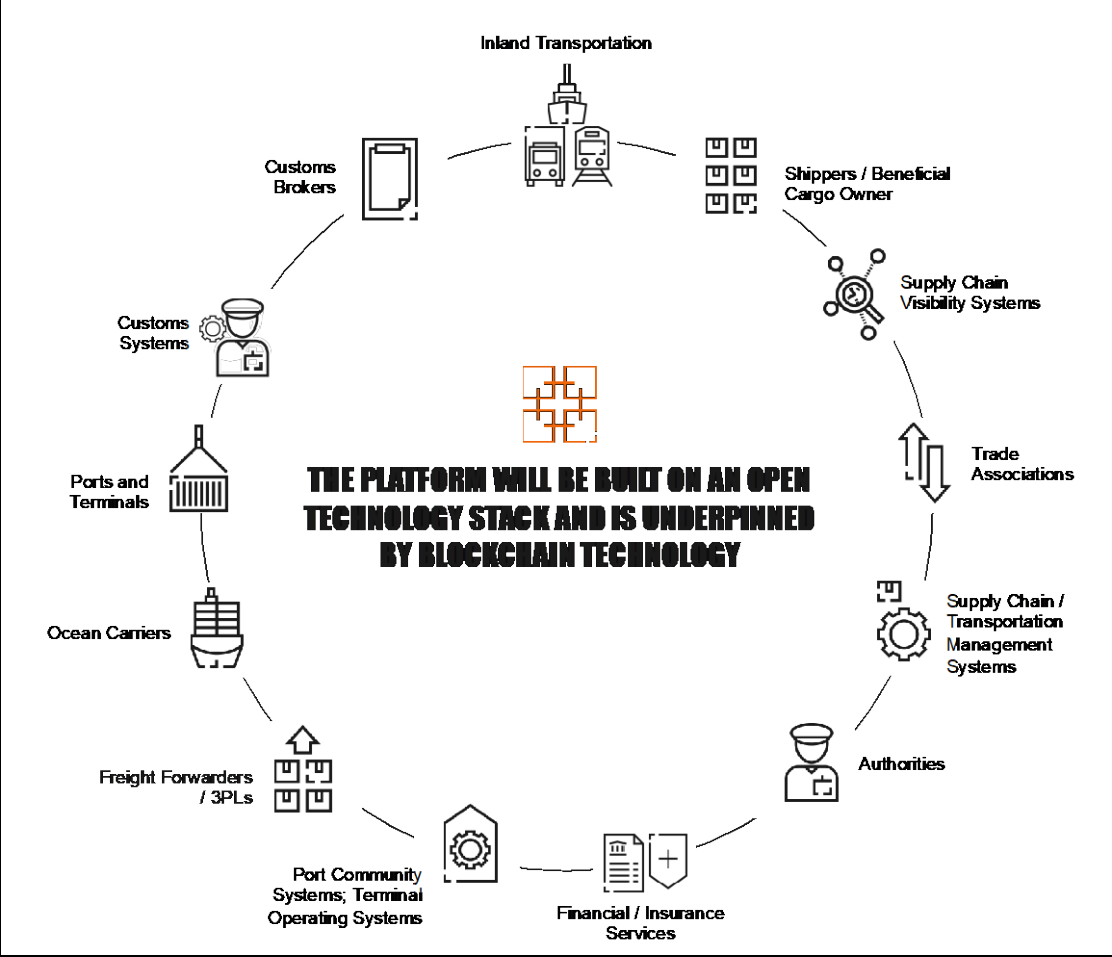 Inland Transportation
Customs
Brokers
Shippers / Beneficial
Cargo Owner
Supply Chain
Visibility Systems
Customs
Systems
THE PLATFORM WILL BE BUILT ON AN OPEN
TECHNOLOGY STACK AND IS UNDERPINNED
BY BLOCKCHAIN TECHNOLOGY
Ports and
Terminals
Trade
Associations
Ocean Carriers
Supply Chain /
Transportation
Management
Systems
Authorities
Freight Forwarders
/ 3PLs
Port Community
Systems; Terminal
Operating Systems
Financial / Insurance
Services